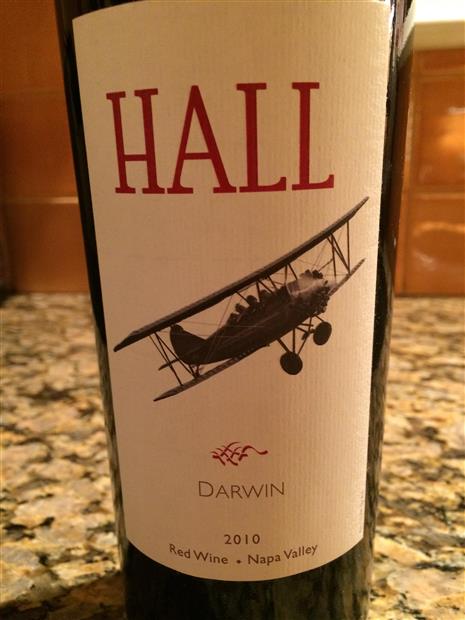 HALL
DARWIN
2010
Red Wine • Napa Valley